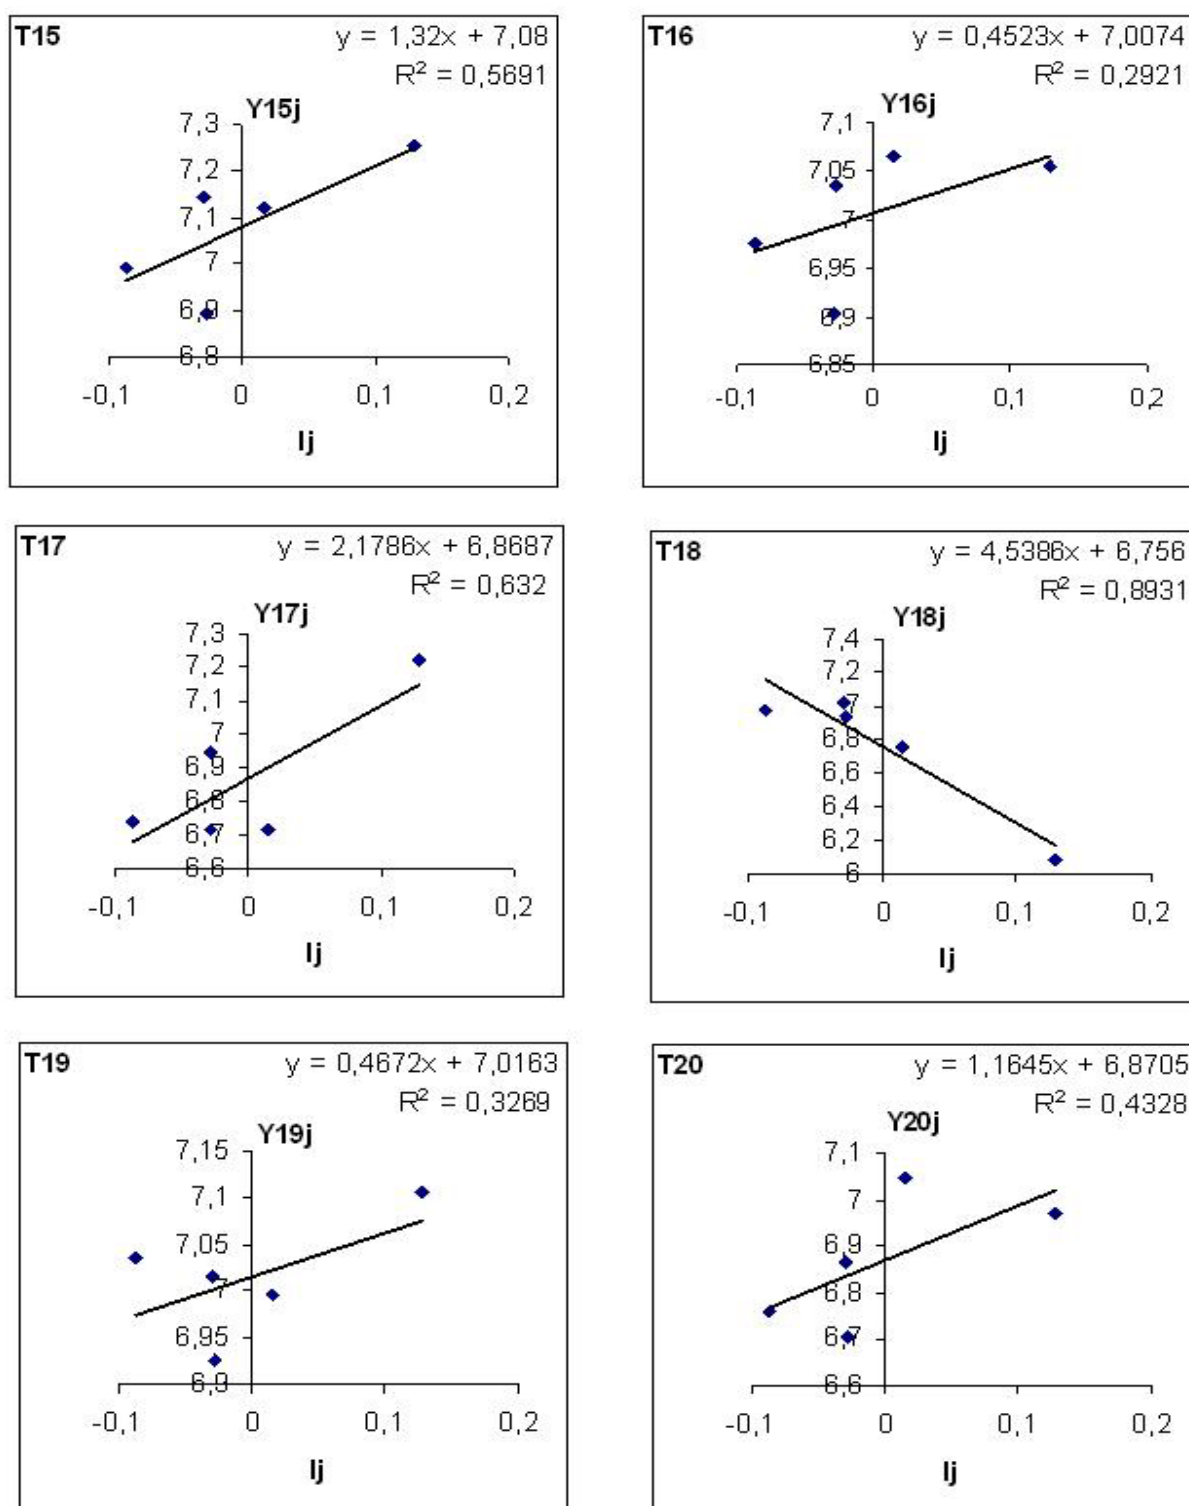 T15
y = 1,32x + 7,08
R² = 0,5691
Y15j
7,3
7,2
7,1
7
6,9
6,8
-0,1 0 0,1 0,2
Ij
T16
y = 0,4523x + 7,0074
R² = 0,2921
Y16j
7,1
7,05
7
6,95
6,9
6,85
-0,1 0 0,1 0,2
Ij
T17
y = 2,1786x + 6,8687
R² = 0,632
Y17j
7,3
7,2
7,1
7
6,9
6,8
6,7
6,6
-0,1 0 0,1 0,2
Ij
T18
y = 4,5386x + 6,756
R² = 0,8931
Y18j
7,4
7,2
7
6,8
6,6
6,4
6,2
6
-0,1 0 0,1 0,2
Ij
T19
y = 0,4672x + 7,0163
R² = 0,3269
Y19j
7,15
7,1
7,05
7
6,95
6,9
-0,1 0 0,1 0,2
Ij
T20
y = 1,1645x + 6,8705
R² = 0,4328
Y20j
7,1
7
6,9
6,8
6,7
6,6
-0,1 0 0,1 0,2
Ij